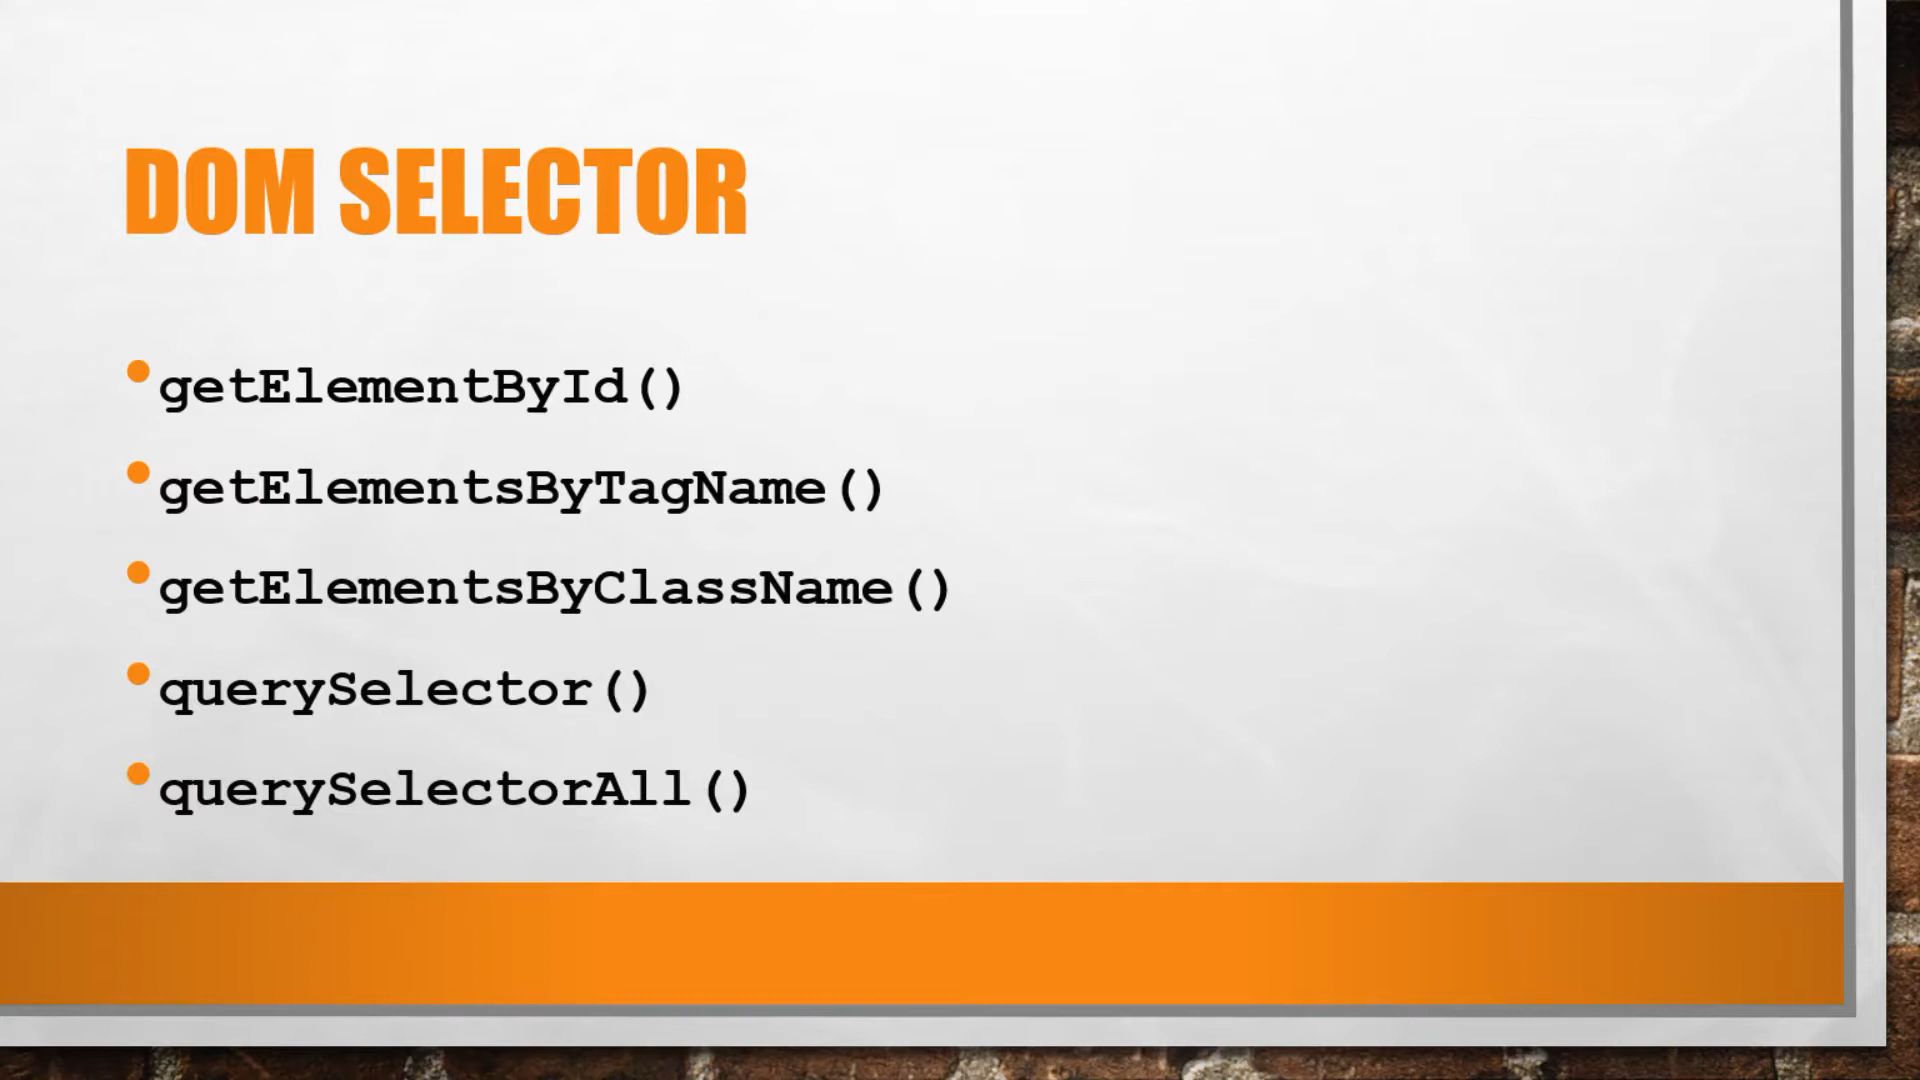 DOM SELECTOR
•getElementById()
•getElementsByTagName()
•getElementsByClassName()
•querySelector()
•querySelectorAll()